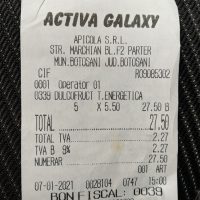 ACTIVA GALAXY
APICOLA S.R.L.
STR. MARCHIAN BL.F2 PARTER
MUN.BOTOSANI JUD.BOTOSANI
CIF RO9085302
0001 Operator 01
0339 DULCOFRUCT T.ENERGETICA
5 X 5.50 27.50 B
TOTAL 27.50
TOTAL TVA 2.27
TVA B 9% 2.27
NUMERAR 27.50
001 ART
07-01-2021 0028104 0747 15:00
BON FISCAL: 0039